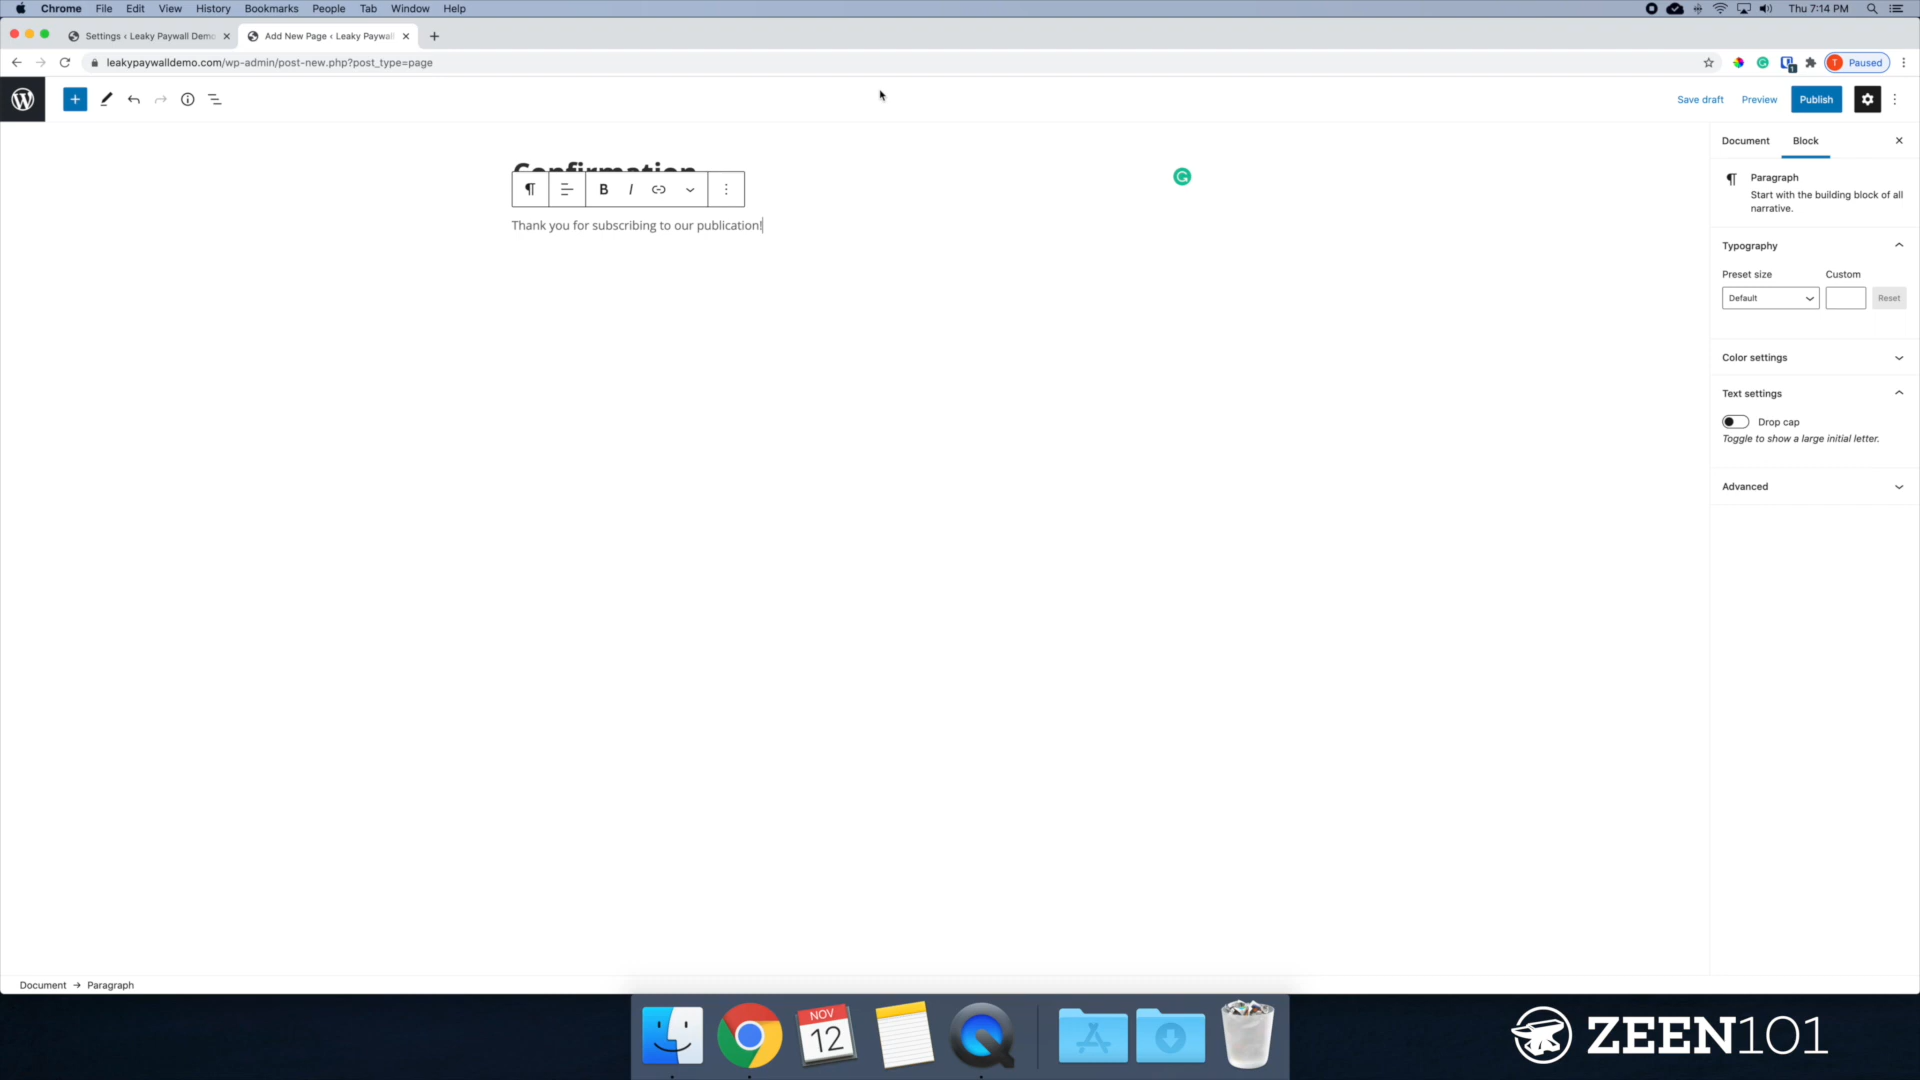 Chrome File Edit View History Bookmarks People Tab Window Help
Thu 7:14 PM
Settings ‹ Leaky Paywall Demo
Add New Page ‹ Leaky Paywall
leakypaywalldemo.com/wp-admin/post-new.php?post_type=page
1
T Paused
Save draft Preview Publish
Document Block
Confirmation
B I
Paragraph
Start with the building block of all
narrative.
Thank you for subscribing to our publication!
Typography
Preset size Custom
Default Reset
Color settings
Text settings
Drop cap
Toggle to show a large initial letter.
Advanced
Document → Paragraph
NOV
12
ZEEN101